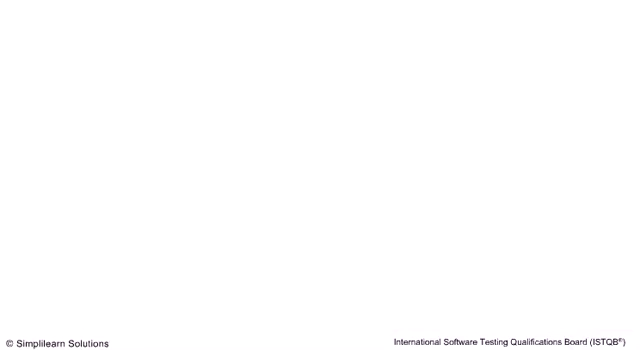 © Simplilearn Solutions
International Software Testing Qualifications Board (ISTQB®)